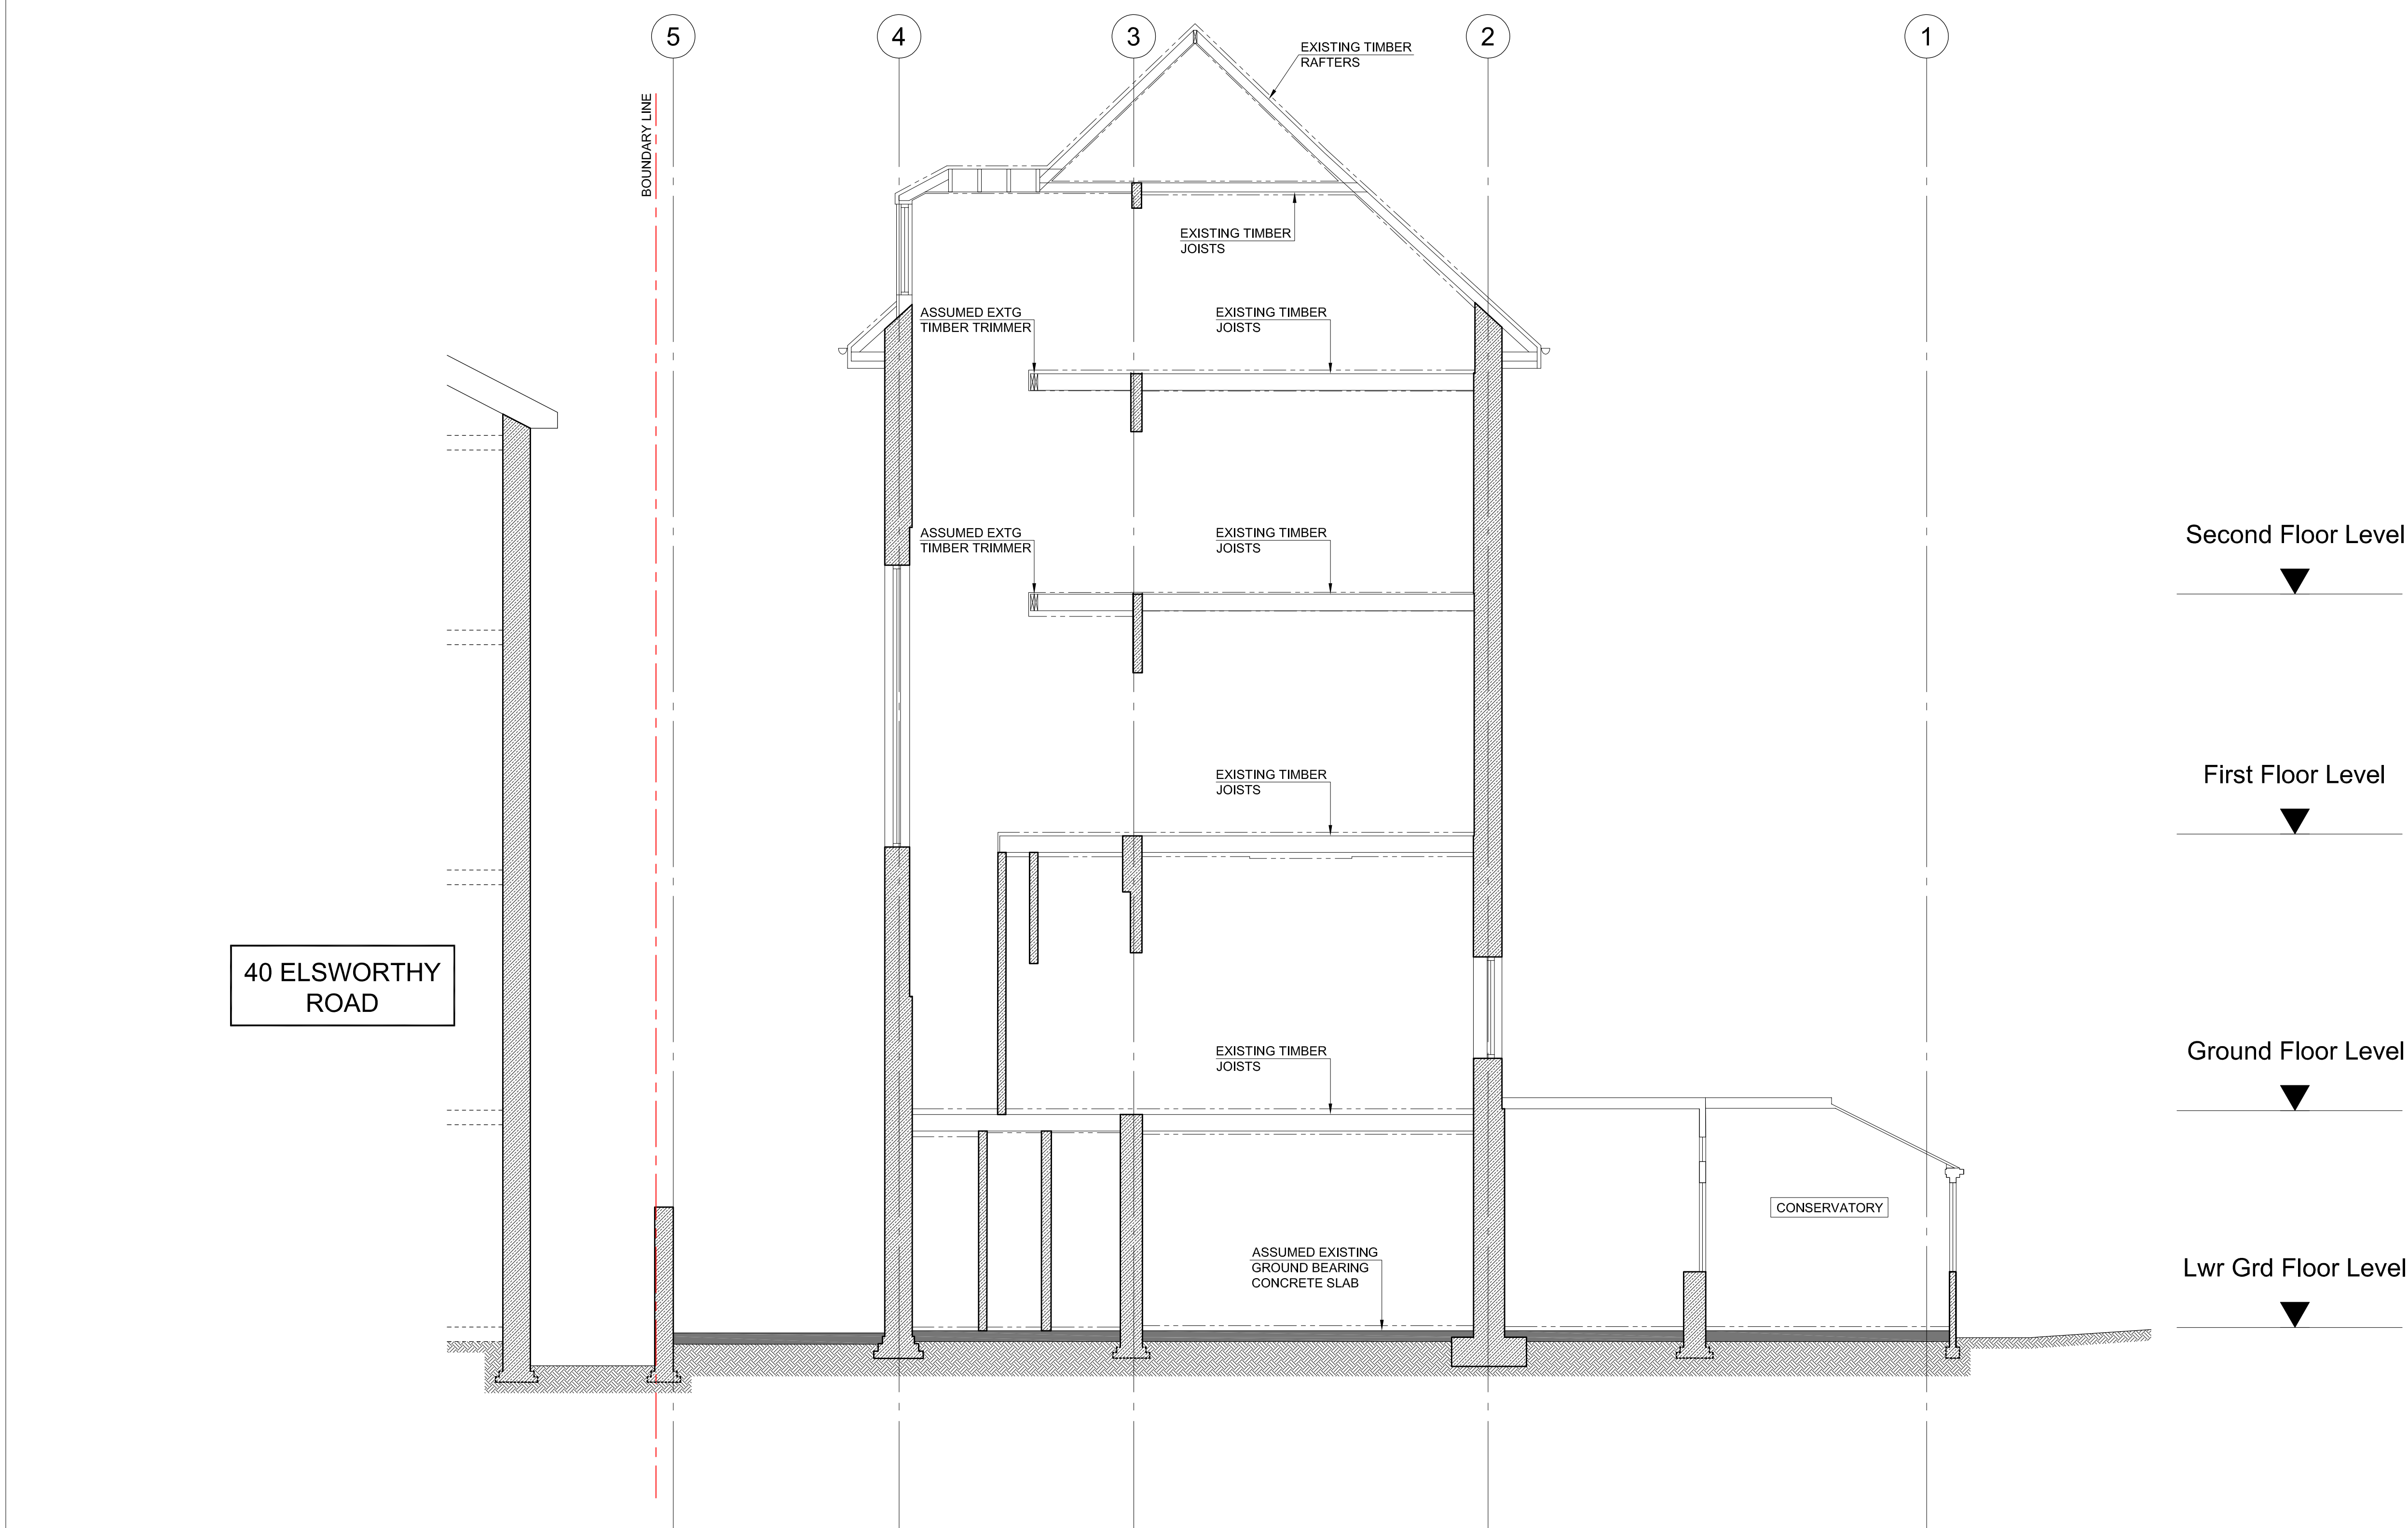 5
4
3
2
1
EXISTING TIMBER
RAFTERS
BOUNDARY LINE
EXISTING TIMBER
JOISTS
ASSUMED EXTG
TIMBER TRIMMER
EXISTING TIMBER
JOISTS
ASSUMED EXTG
TIMBER TRIMMER
EXISTING TIMBER
JOISTS
Second Floor Level
EXISTING TIMBER
JOISTS
First Floor Level
40 ELSWORTHY
ROAD
EXISTING TIMBER
JOISTS
Ground Floor Level
CONSERVATORY
ASSUMED EXISTING
GROUND BEARING
CONCRETE SLAB
Lwr Grd Floor Level